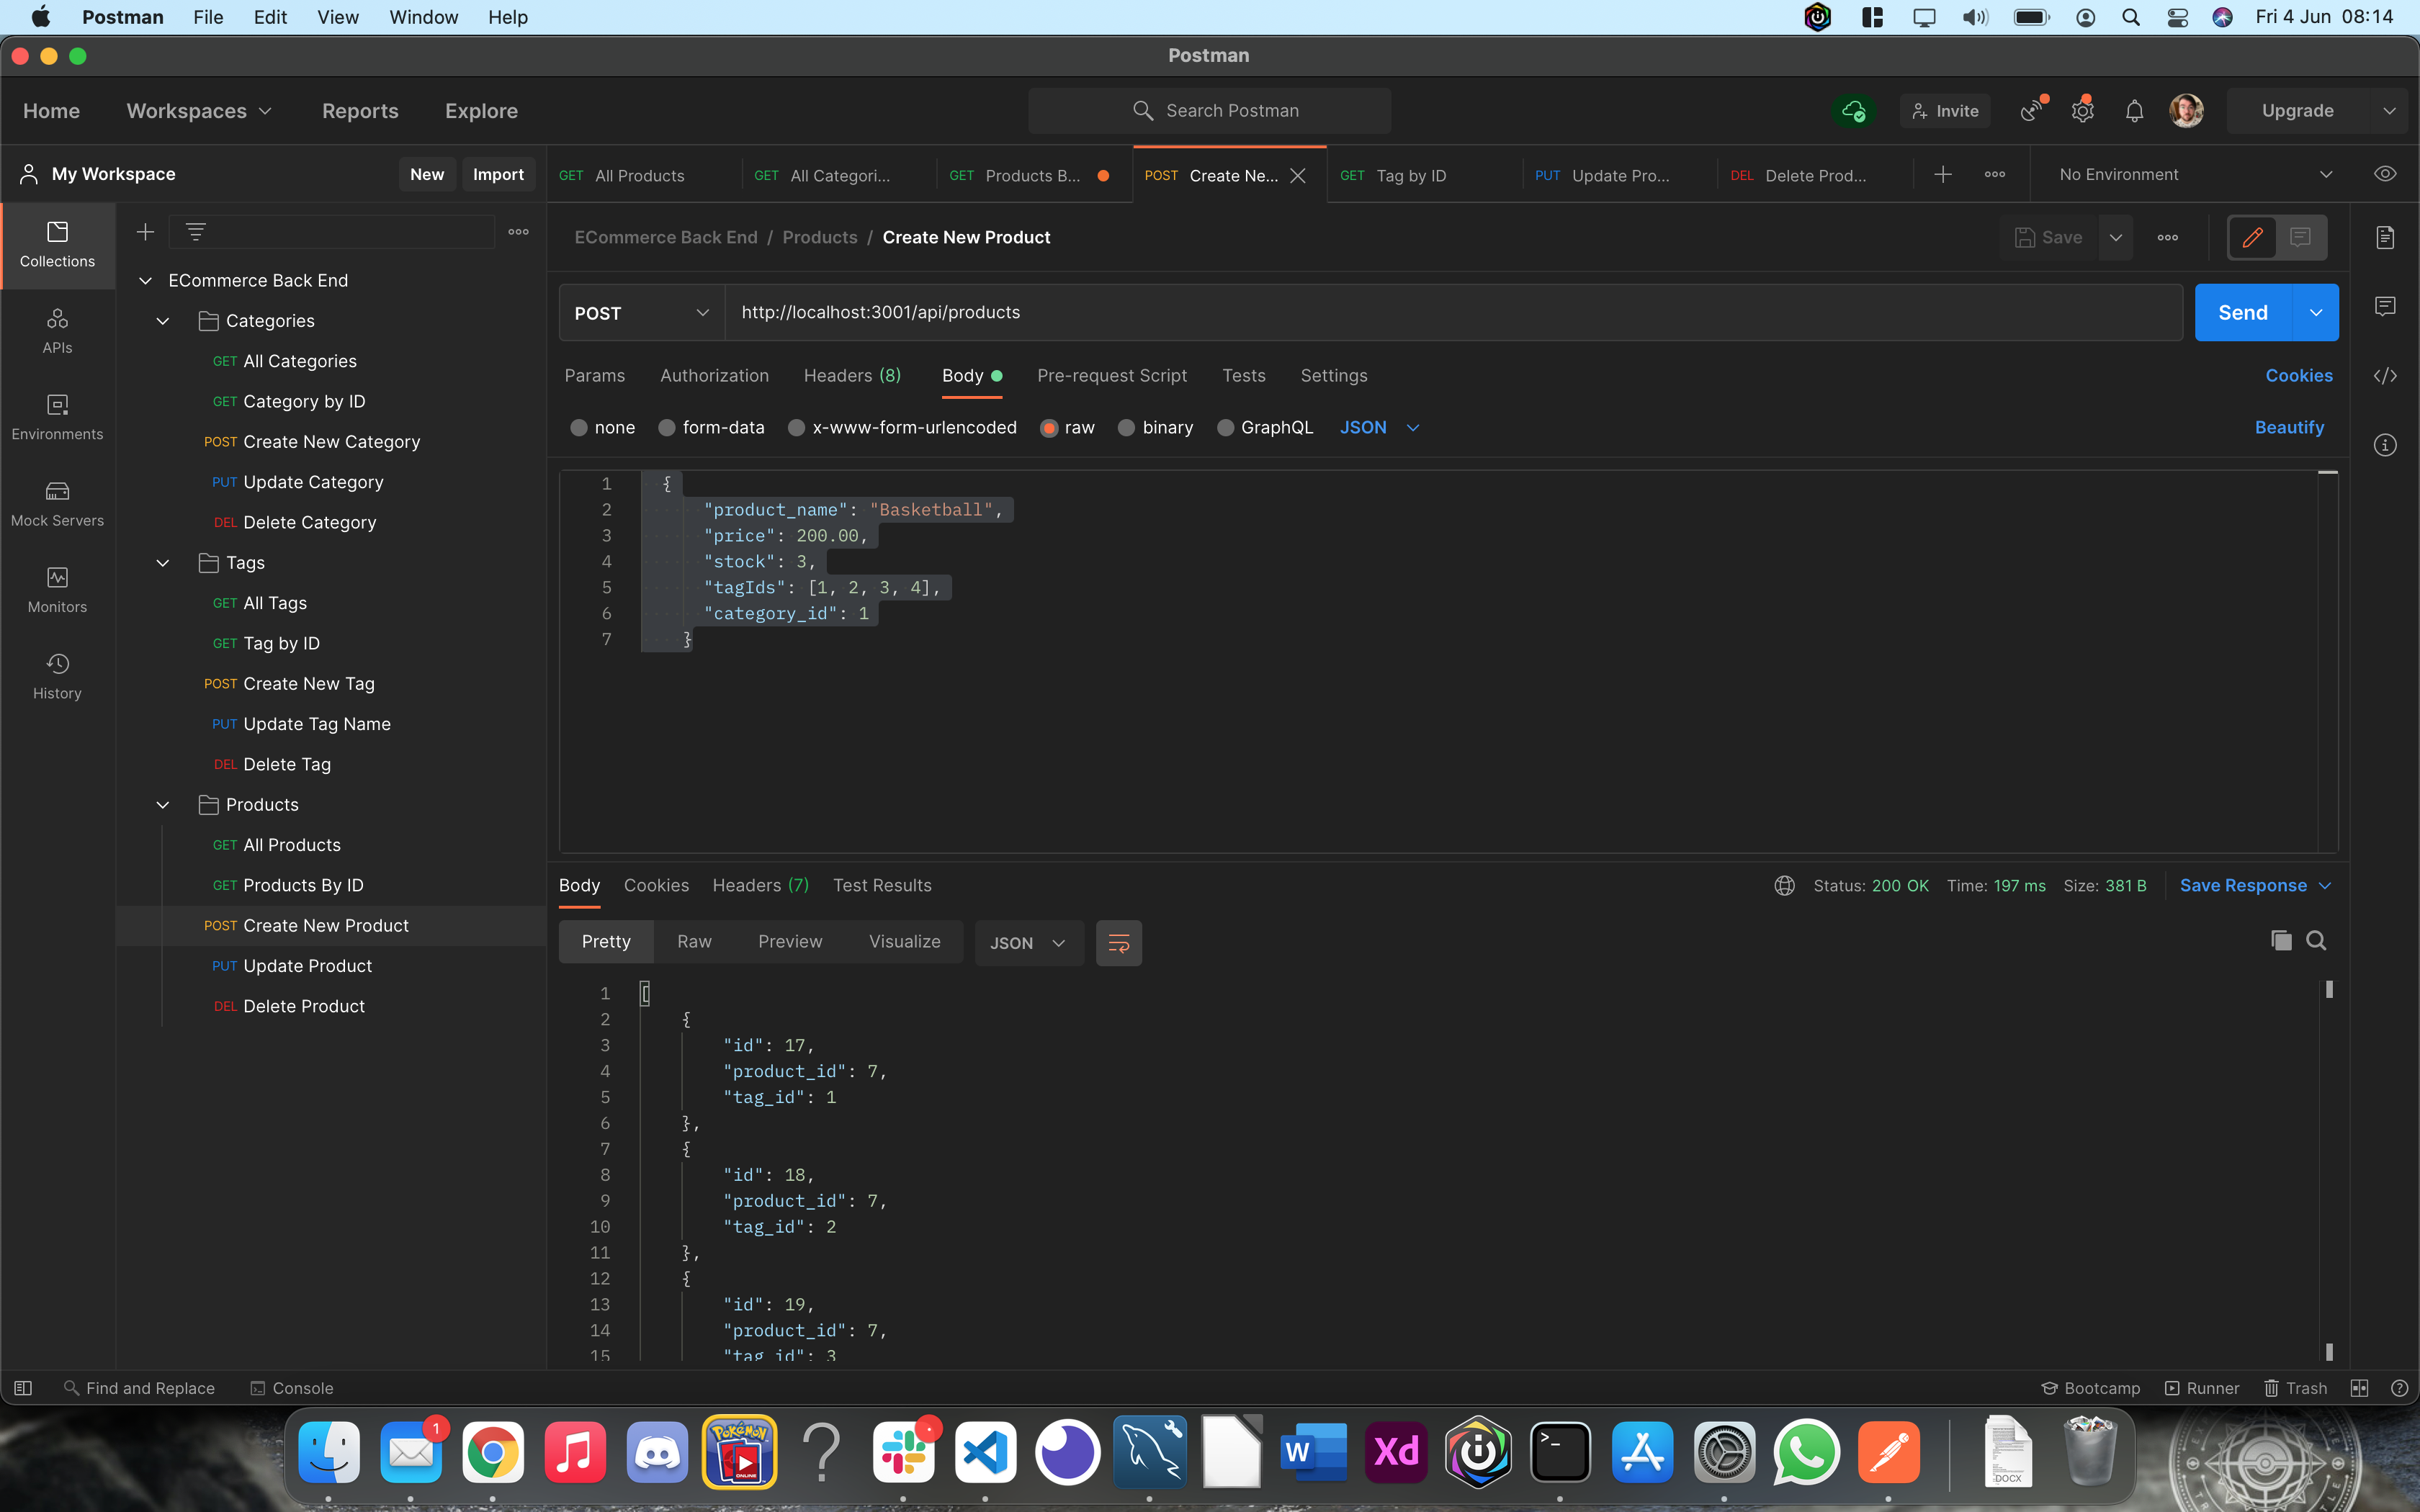 Postman File Edit View Window Help Fri 4 Jun 08:14
Postman
Home Workspaces Reports Explore Search Postman Invite Upgrade
My Workspace New Import
GET All Products GET All Categori... GET Products B... POST Create Ne... GET Tag by ID PUT Update Pro... DEL Delete Prod... No Environment
Collections
APIs
Environments
Mock Servers
Monitors
History
ECommerce Back End
Categories
GET All Categories
GET Category by ID
POST Create New Category
PUT Update Category
DEL Delete Category
Tags
GET All Tags
GET Tag by ID
POST Create New Tag
PUT Update Tag Name
DEL Delete Tag
Products
GET All Products
GET Products By ID
POST Create New Product
PUT Update Product
DEL Delete Product
ECommerce Back End / Products / Create New Product Save
POST http://localhost:3001/api/products Send
Params Authorization Headers (8) Body Pre-request Script Tests Settings Cookies
none form-data x-www-form-urlencoded raw binary GraphQL JSON Beautify
1 {
2 "product_name": "Basketball",
3 "price": 200.00,
4 "stock": 3,
5 "tagIds": [1, 2, 3, 4],
6 "category_id": 1
7 }
Body Cookies Headers (7) Test Results Status: 200 OK Time: 197 ms Size: 381 B Save Response
Pretty Raw Preview Visualize JSON
1 [
2 {
3 "id": 17,
4 "product_id": 7,
5 "tag_id": 1
6 },
7 {
8 "id": 18,
9 "product_id": 7,
10 "tag_id": 2
11 },
12 {
13 "id": 19,
14 "product_id": 7,
15 "tag_id": 3
Find and Replace Console Bootcamp Runner Trash
1
Pokémon
ONLINE
W
Xd
DOCX